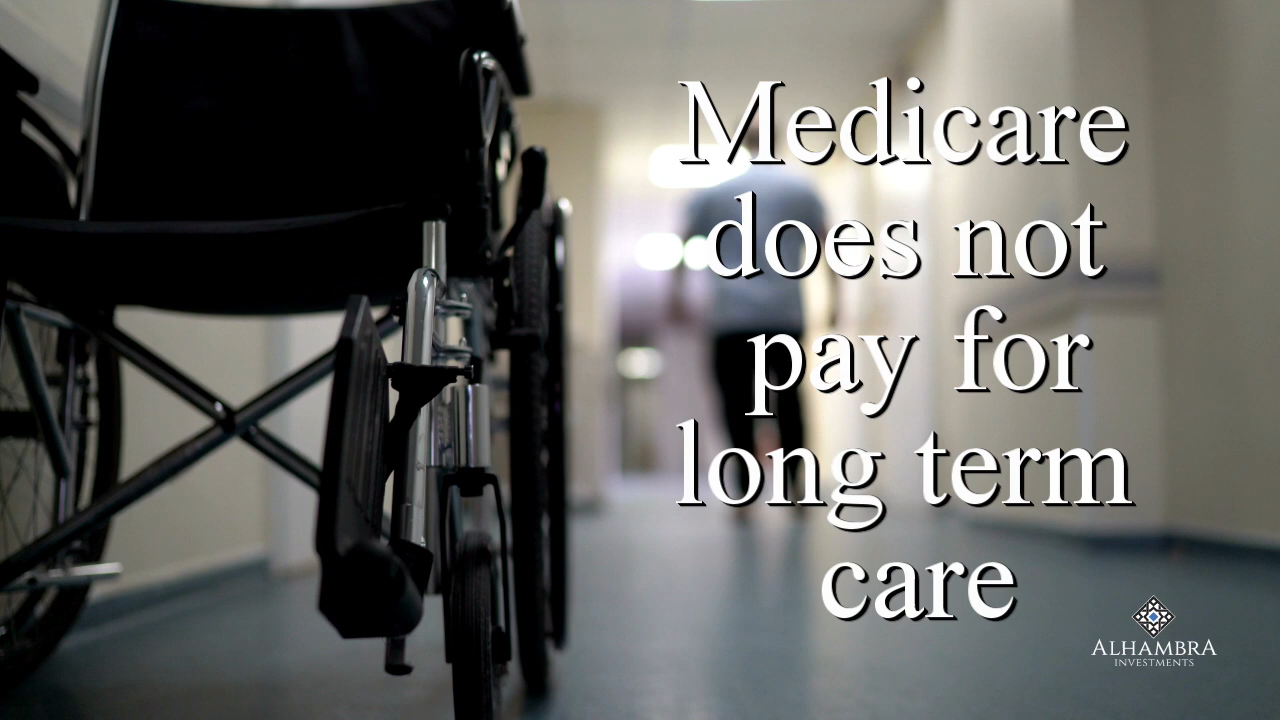 Medicare
does not
pay for
long term
care
ALHAMBRA
INVESTMENTS